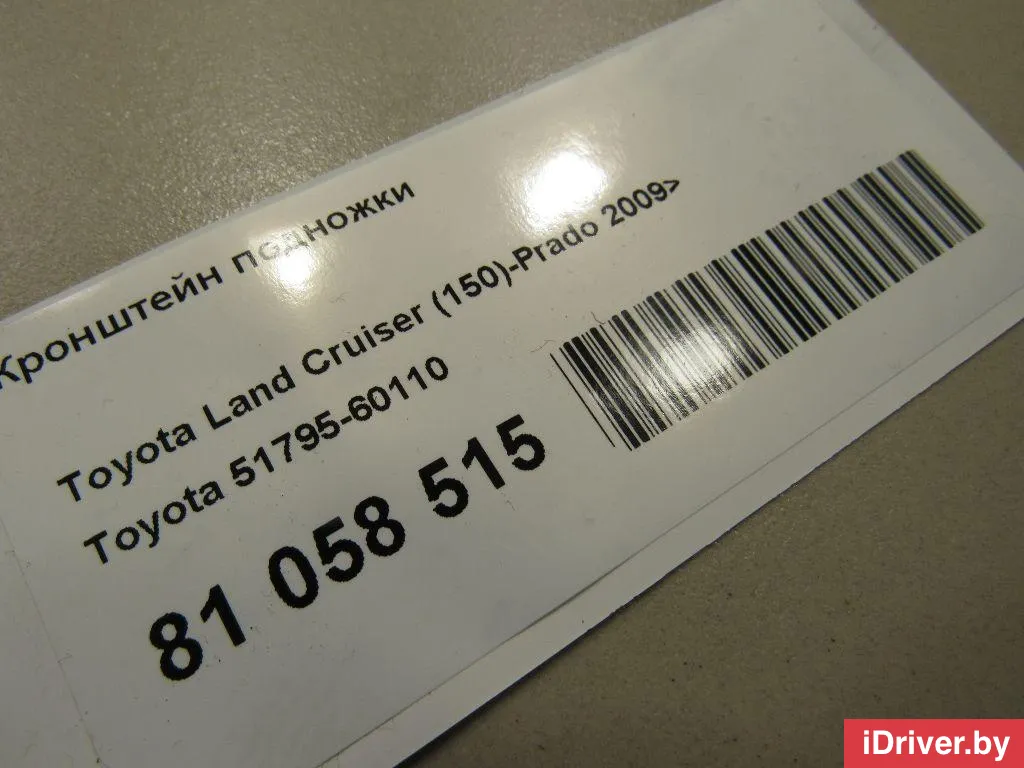 Кронштейн подножки
Toyota Land Cruiser (150)-Prado 2009>
Toyota 51795-60110
81 058 515
iDriver.by